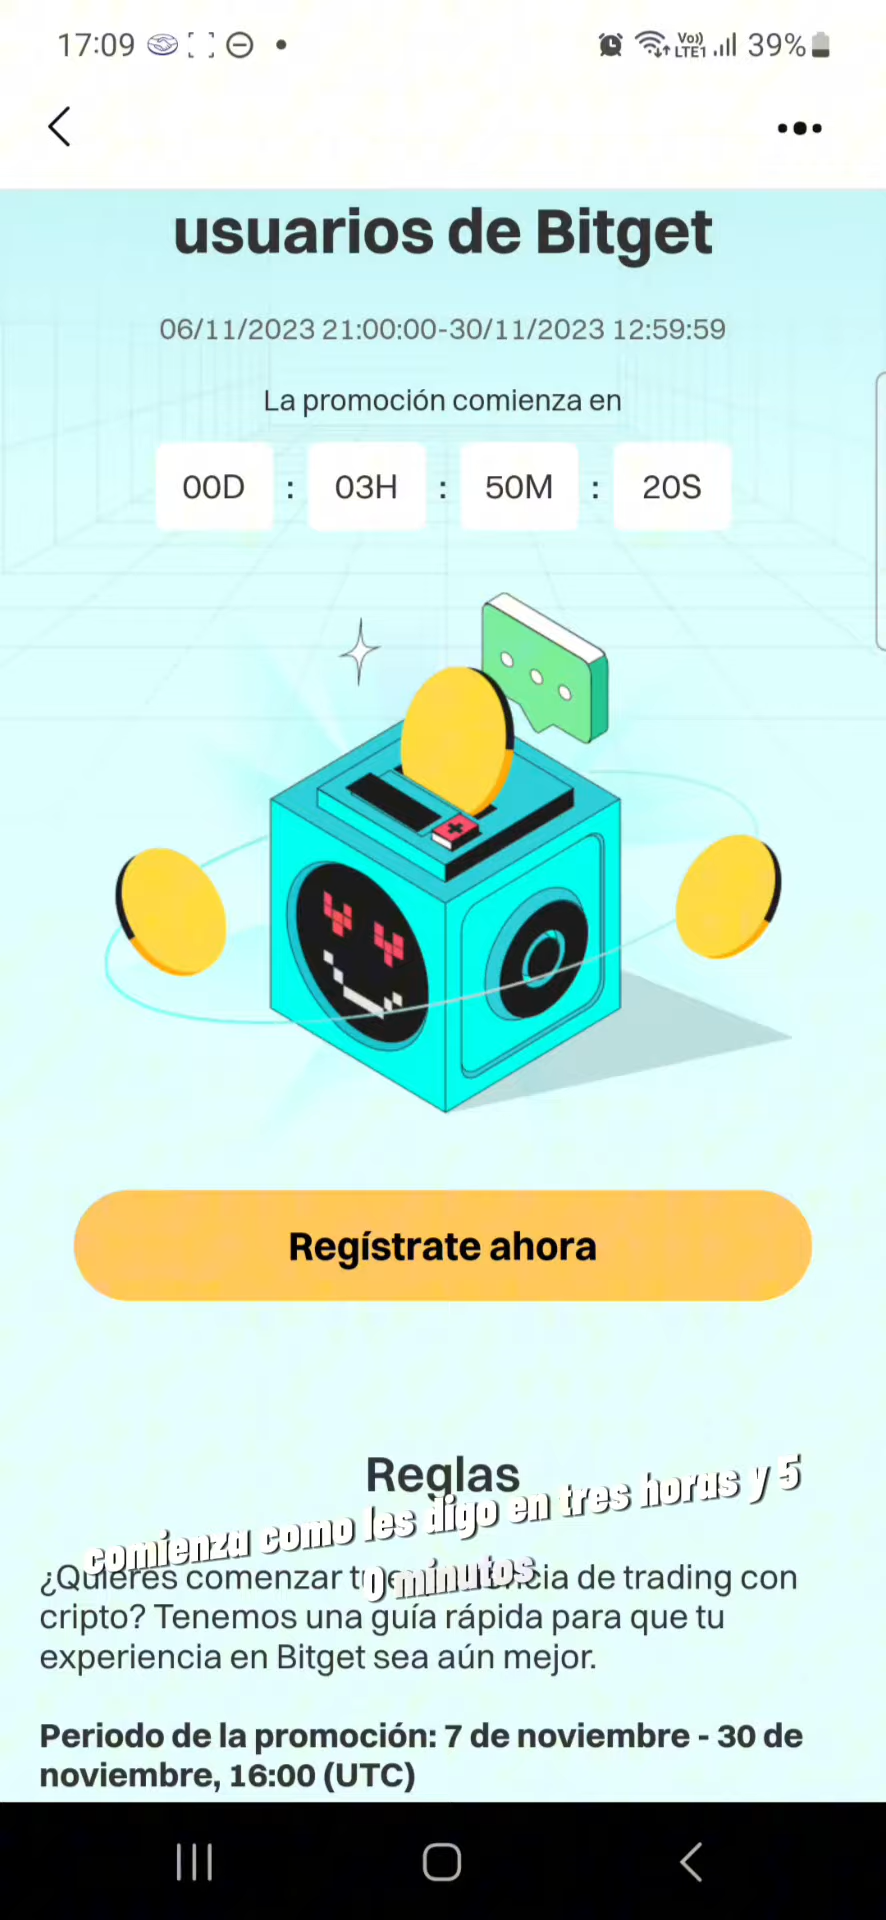 17:09
Vo))
LTE1
39%
usuarios de Bitget
06/11/2023 21:00:00-30/11/2023 12:59:59
La promoción comienza en
00D : 03H : 50M : 20S
Regístrate ahora
Reglas
comienza como les digo en tres horas y 5
0 minutos
¿Quieres comenzar tu de trading con
cripto? Tenemos una guía rápida para que tu
experiencia en Bitget sea aún mejor.
Periodo de la promoción: 7 de noviembre - 30 de
noviembre, 16:00 (UTC)